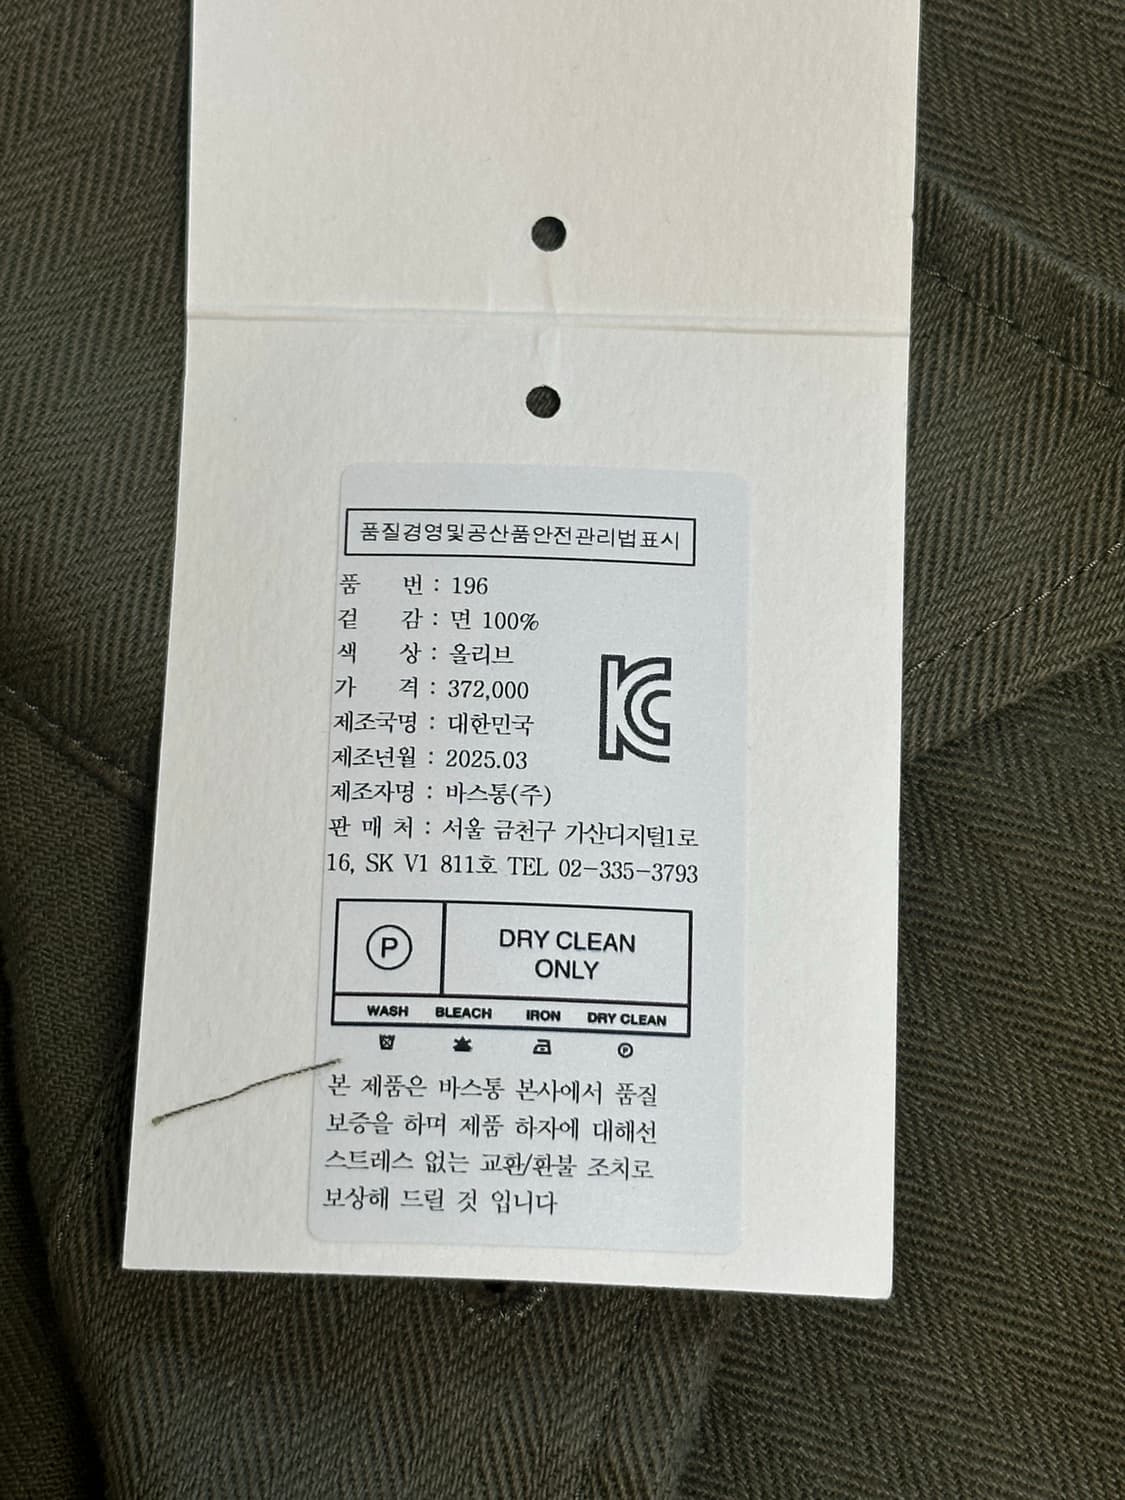 품질경영및공산품안전관리법표시
품 번 : 196
겉 감 : 면 100%
색 상 : 올리브
가 격 : 372,000
제조국명 : 대한민국
제조년월 : 2025.03
제조자명 : 바스통(주)
판 매 처 : 서울 금천구 가산디지털1로
16, SK V1 811호 TEL 02-335-3793
KC
P
DRY CLEAN
ONLY
WASH BLEACH IRON DRY CLEAN
P
본 제품은 바스통 본사에서 품질
보증을 하며 제품 하자에 대해선
스트레스 없는 교환/환불 조치로
보상해 드릴 것 입니다